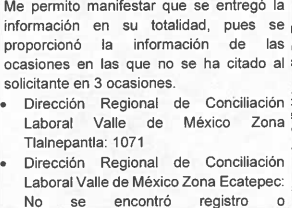 Me permito manifestar que se entregó la
información en su totalidad, pues se
proporcionó la información de las
ocasiones en las que no se ha citado al
solicitante en 3 ocasiones.
• Dirección Regional de Conciliación
Laboral Valle de México Zona
Tlalnepantla: 1071
• Dirección Regional de Conciliación
Laboral Valle de México Zona Ecatepec:
No se encontró registro o